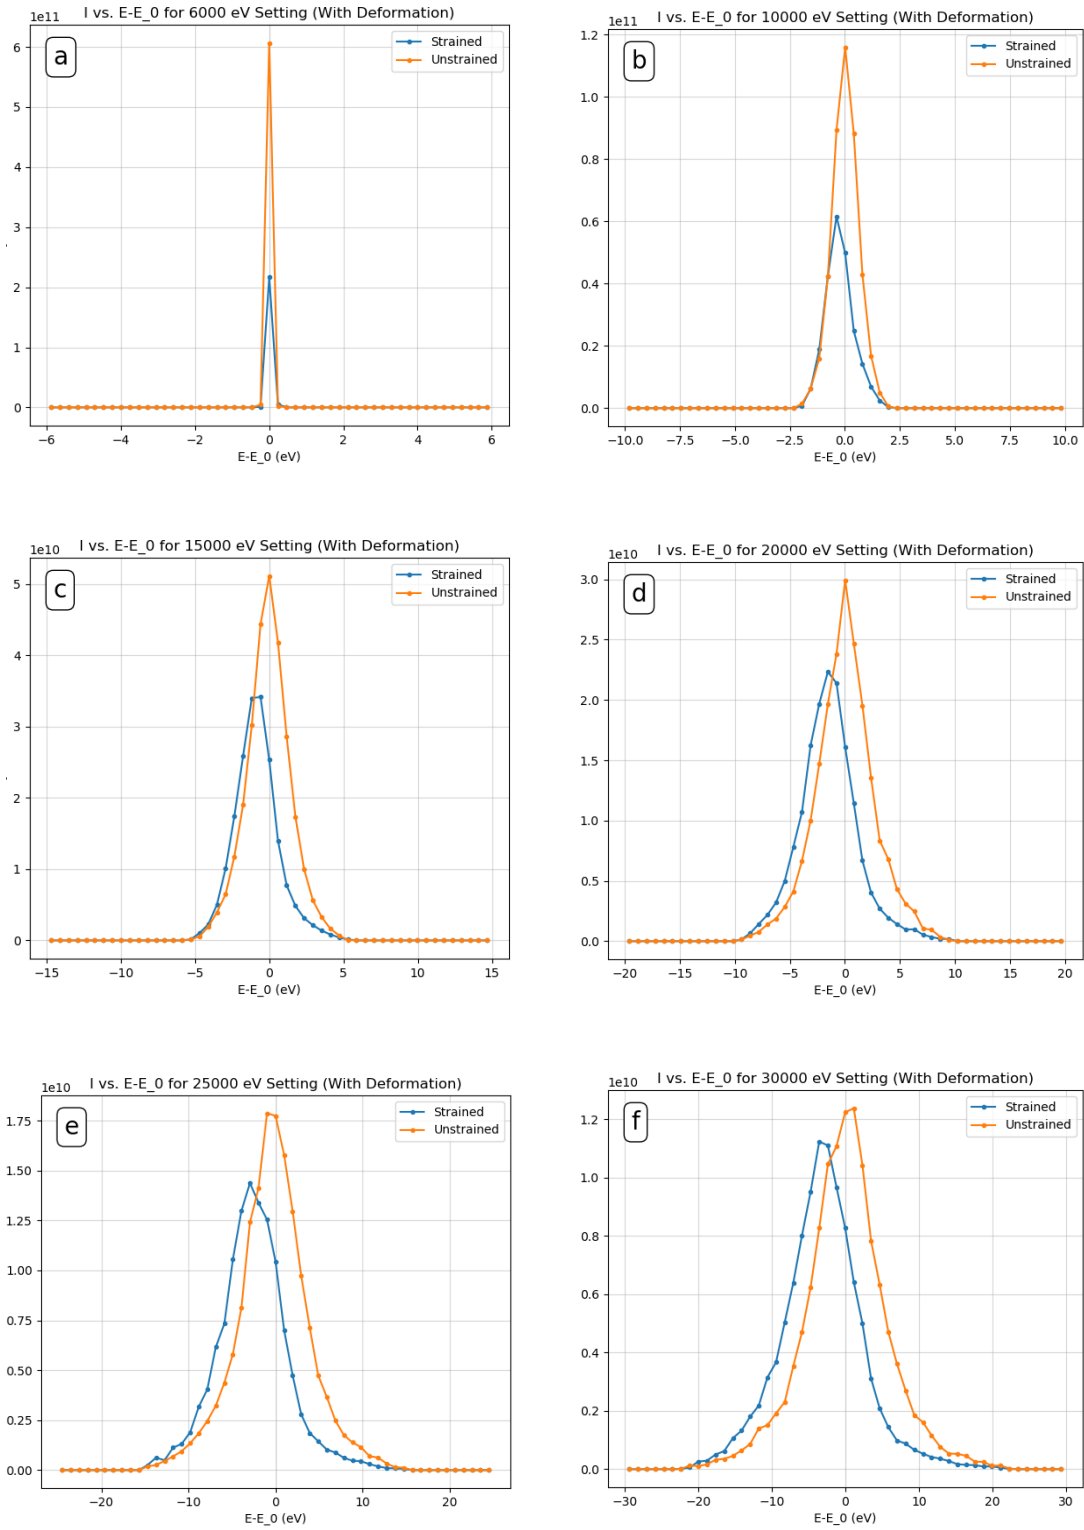 I vs. E-E_0 for 6000 eV Setting (With Deformation)
1e11
a
Strained
Unstrained
6
5
4
3
2
1
0
−6 −4 −2 0 2 4 6
E-E_0 (eV)
I vs. E-E_0 for 10000 eV Setting (With Deformation)
1e11
b
Strained
Unstrained
1.2
1.0
0.8
0.6
0.4
0.2
0.0
−10.0 −7.5 −5.0 −2.5 0.0 2.5 5.0 7.5 10.0
E-E_0 (eV)
I vs. E-E_0 for 15000 eV Setting (With Deformation)
1e10
c
Strained
Unstrained
5
4
3
2
1
0
−15 −10 −5 0 5 10 15
E-E_0 (eV)
I vs. E-E_0 for 20000 eV Setting (With Deformation)
1e10
d
Strained
Unstrained
3.0
2.5
2.0
1.5
1.0
0.5
0.0
−20 −15 −10 −5 0 5 10 15 20
E-E_0 (eV)
I vs. E-E_0 for 25000 eV Setting (With Deformation)
1e10
e
Strained
Unstrained
1.75
1.50
1.25
1.00
0.75
0.50
0.25
0.00
−20 −10 0 10 20
E-E_0 (eV)
I vs. E-E_0 for 30000 eV Setting (With Deformation)
1e10
f
Strained
Unstrained
1.2
1.0
0.8
0.6
0.4
0.2
0.0
−30 −20 −10 0 10 20 30
E-E_0 (eV)